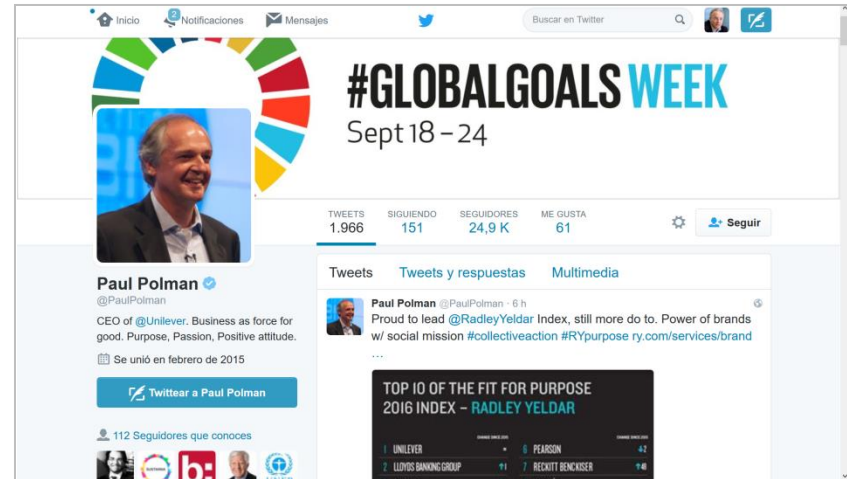 Inicio
2
Notificaciones
Mensajes
Buscar en Twitter
#GLOBALGOALS WEEK
Sept 18 – 24
TWEETS SIGUIENDO SEGUIDORES ME GUSTA
1.966 151 24,9 K 61
Seguir
Paul Polman
@PaulPolman
CEO of @Unilever. Business as force for
good. Purpose, Passion, Positive attitude.
Se unió en febrero de 2015
Twittear a Paul Polman
112 Seguidores que conoces
b:
Tweets Tweets y respuestas Multimedia
Paul Polman @PaulPolman · 6 h
Proud to lead @RadleyYeldar Index, still more do to. Power of brands
w/ social mission #collectiveaction #RYpurpose ry.com/services/brand
…
TOP 10 OF THE FIT FOR PURPOSE
2016 INDEX – RADLEY YELDAR
1 UNILEVER
6 PEARSON
2 LLOYDS BANKING GROUP
7 RECKITT BENCKISER